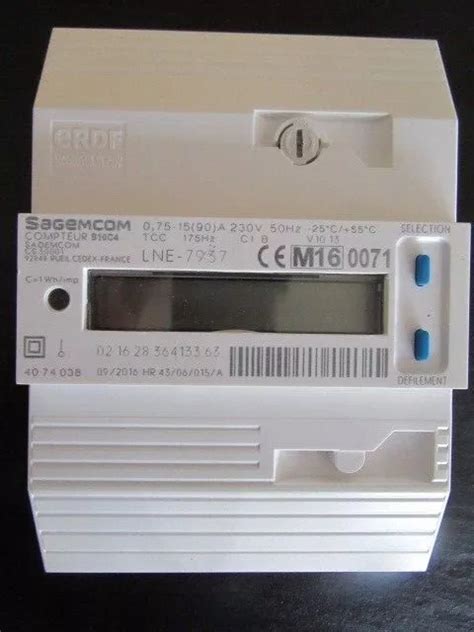 eRDF
sagemcom 0,75-15(90)A 230V 50Hz -25°C/+55°C SELECTION
COMPTEUR S10C4 TCC 175Hz Cl B V10.13
SAGEMCOM
92848 RUEIL CEDEX-FRANCE LNE-7937 CE M16 0071
C=1Wh/imp
02 16 28 364133 63
40 74 038 09/2016 HR 43/06/015/A DEFILEMENT